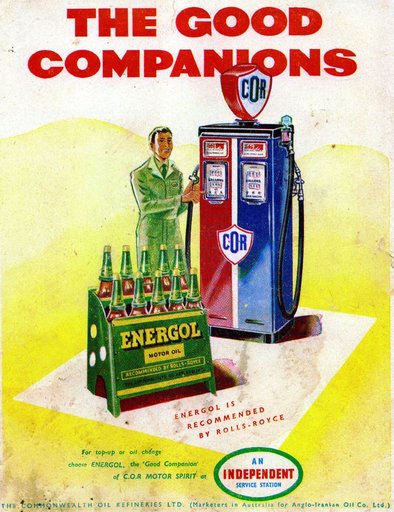 THE GOOD
COMPANIONS
COR
COR
ENERGOL
MOTOR OIL
RECOMMENDED BY ROLLS-ROYCE
ENERGOL IS
RECOMMENDED
BY ROLLS-ROYCE
For top-up or oil change
choose ENERGOL, the 'Good Companion'
of C.O.R MOTOR SPIRIT at
AN
INDEPENDENT
SERVICE STATION
THE COMMONWEALTH OIL REFINERIES LTD. (Marketers in Australia for Anglo-Iranian Oil Co. Ltd.)